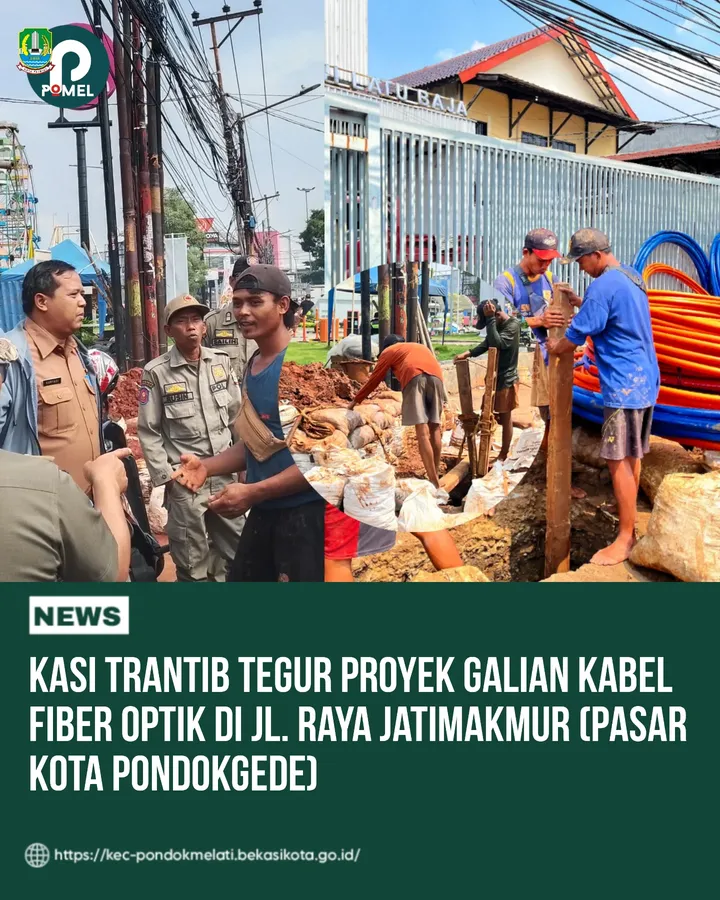 POMEL
LATU BAJA
NEWS
KASI TRANTIB TEGUR PROYEK GALIAN KABEL
FIBER OPTIK DI JL. RAYA JATIMAKMUR (PASAR
KOTA PONDOKGEDE)
https://kec-pondokmelati.bekasikota.go.id/